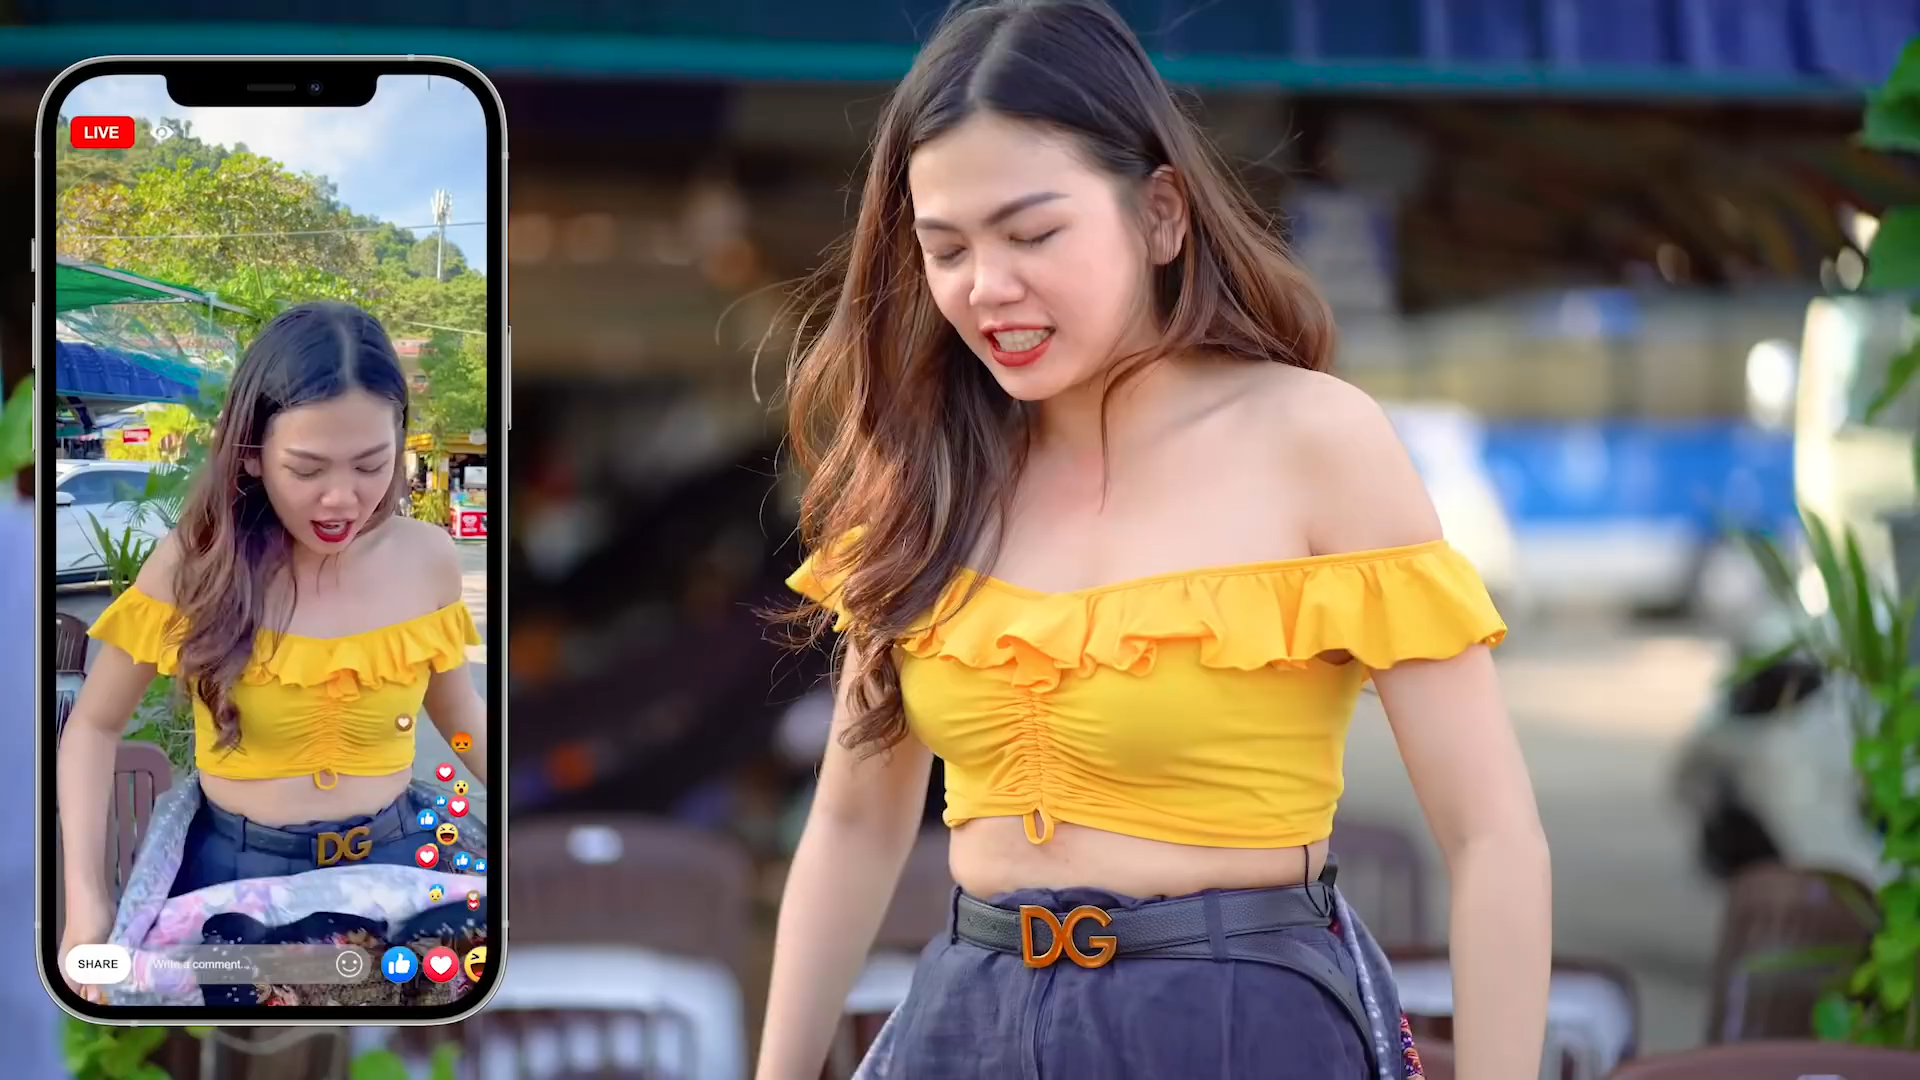 LIVE
DG
SHARE
Write a comment...
DG